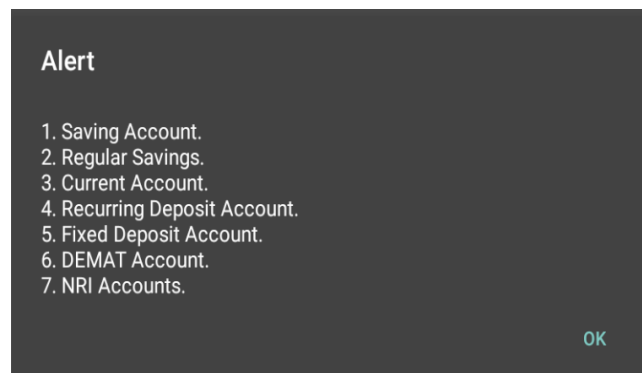 Alert
1. Saving Account.
2. Regular Savings.
3. Current Account.
4. Recurring Deposit Account.
5. Fixed Deposit Account.
6. DEMAT Account.
7. NRI Accounts.
OK